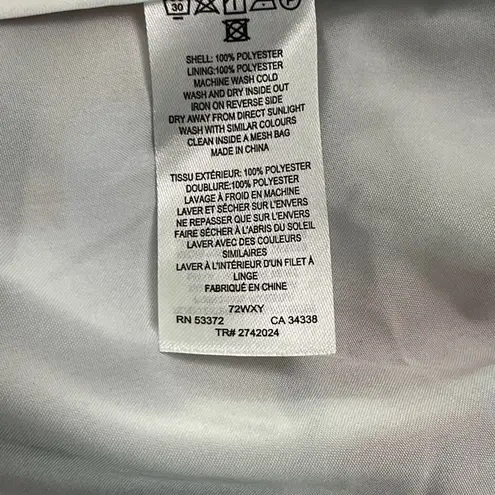 30
P
SHELL: 100% POLYESTER
LINING:100% POLYESTER
MACHINE WASH COLD
WASH AND DRY INSIDE OUT
IRON ON REVERSE SIDE
DRY AWAY FROM DIRECT SUNLIGHT
WASH WITH SIMILAR COLOURS
CLEAN INSIDE A MESH BAG
MADE IN CHINA
TISSU EXTÉRIEUR: 100% POLYESTER
DOUBLURE:100% POLYESTER
LAVAGE À FROID EN MACHINE
LAVER ET SÉCHER SUR L'ENVERS
NE REPASSER QUE SUR L'ENVERS
FAIRE SÉCHER À L'ABRIS DU SOLEIL
LAVER AVEC DES COULEURS
SIMILAIRES
LAVER À L'INTÉRIEUR D'UN FILET À
LINGE
FABRIQUÉ EN CHINE
72WXY
RN 53372 CA 34338
TR# 2742024